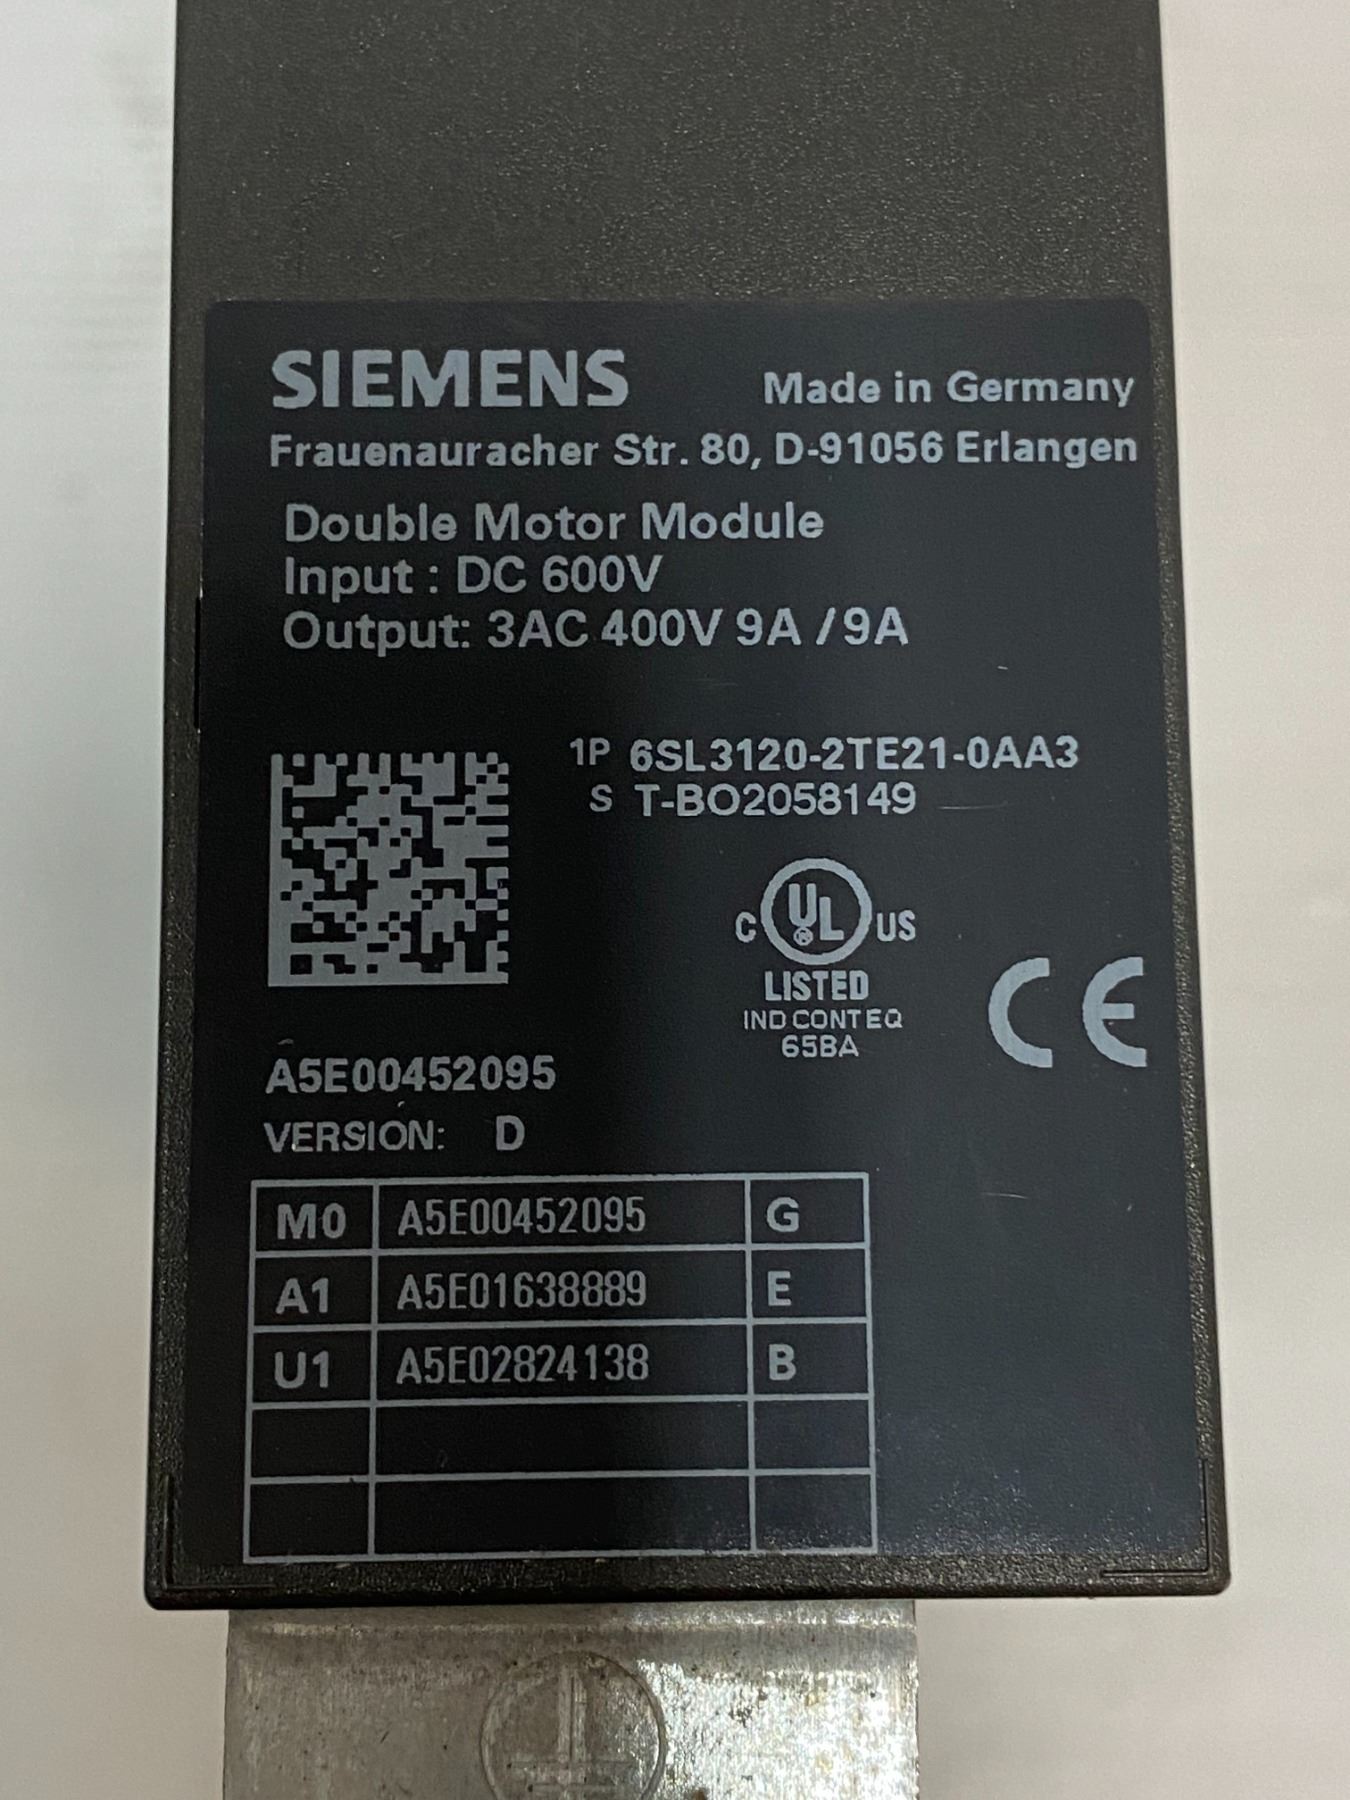 SIEMENS Made in Germany
Frauenauracher Str. 80, D-91056 Erlangen
Double Motor Module
Input : DC 600V
Output: 3AC 400V 9A / 9A
1P 6SL3120-2TE21-0AA3
S T-BO2058149
C UL ® US
LISTED
IND CONT EQ
65BA
CE
A5E00452095
VERSION: D
M0 A5E00452095 G
A1 A5E01638889 E
U1 A5E02824138 B